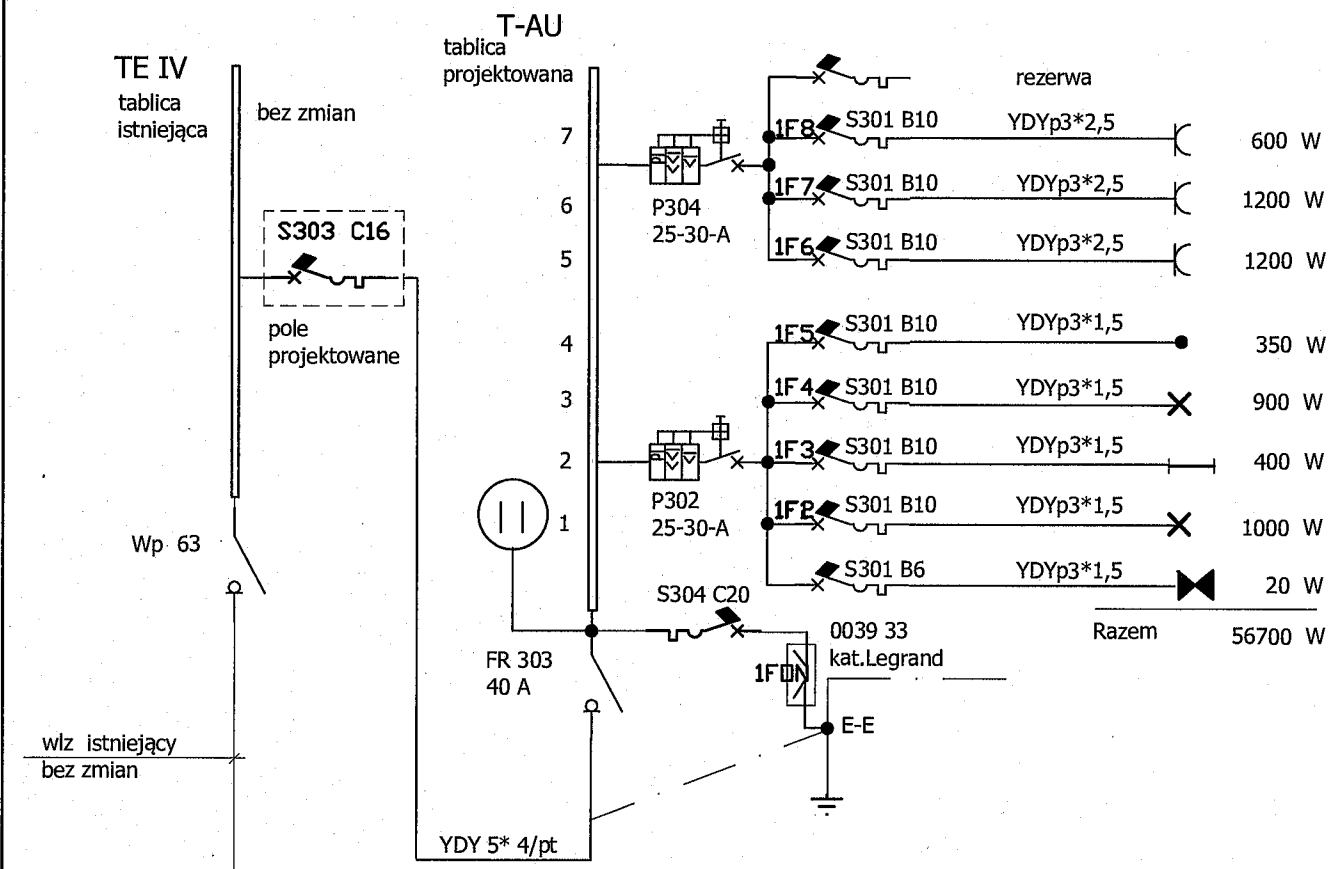 TE IV
tablica
istniejąca
bez zmian
S303 C16
pole
projektowane
Wp 63
wlz istniejący
bez zmian
YDY 5* 4/pt
T-AU
tablica
projektowana
7
6
5
4
3
2
1
FR 303
40 A
P304
25-30-A
P302
25-30-A
S304 C20
0039 33
kat.Legrand
E-E
rezerwa
1F8 S301 B10 YDYp3*2,5 600 W
1F7 S301 B10 YDYp3*2,5 1200 W
1F6 S301 B10 YDYp3*2,5 1200 W
1F5 S301 B10 YDYp3*1,5 350 W
1F4 S301 B10 YDYp3*1,5 900 W
1F3 S301 B10 YDYp3*1,5 400 W
1F2 S301 B10 YDYp3*1,5 1000 W
S301 B6 YDYp3*1,5 20 W
Razem 56700 W